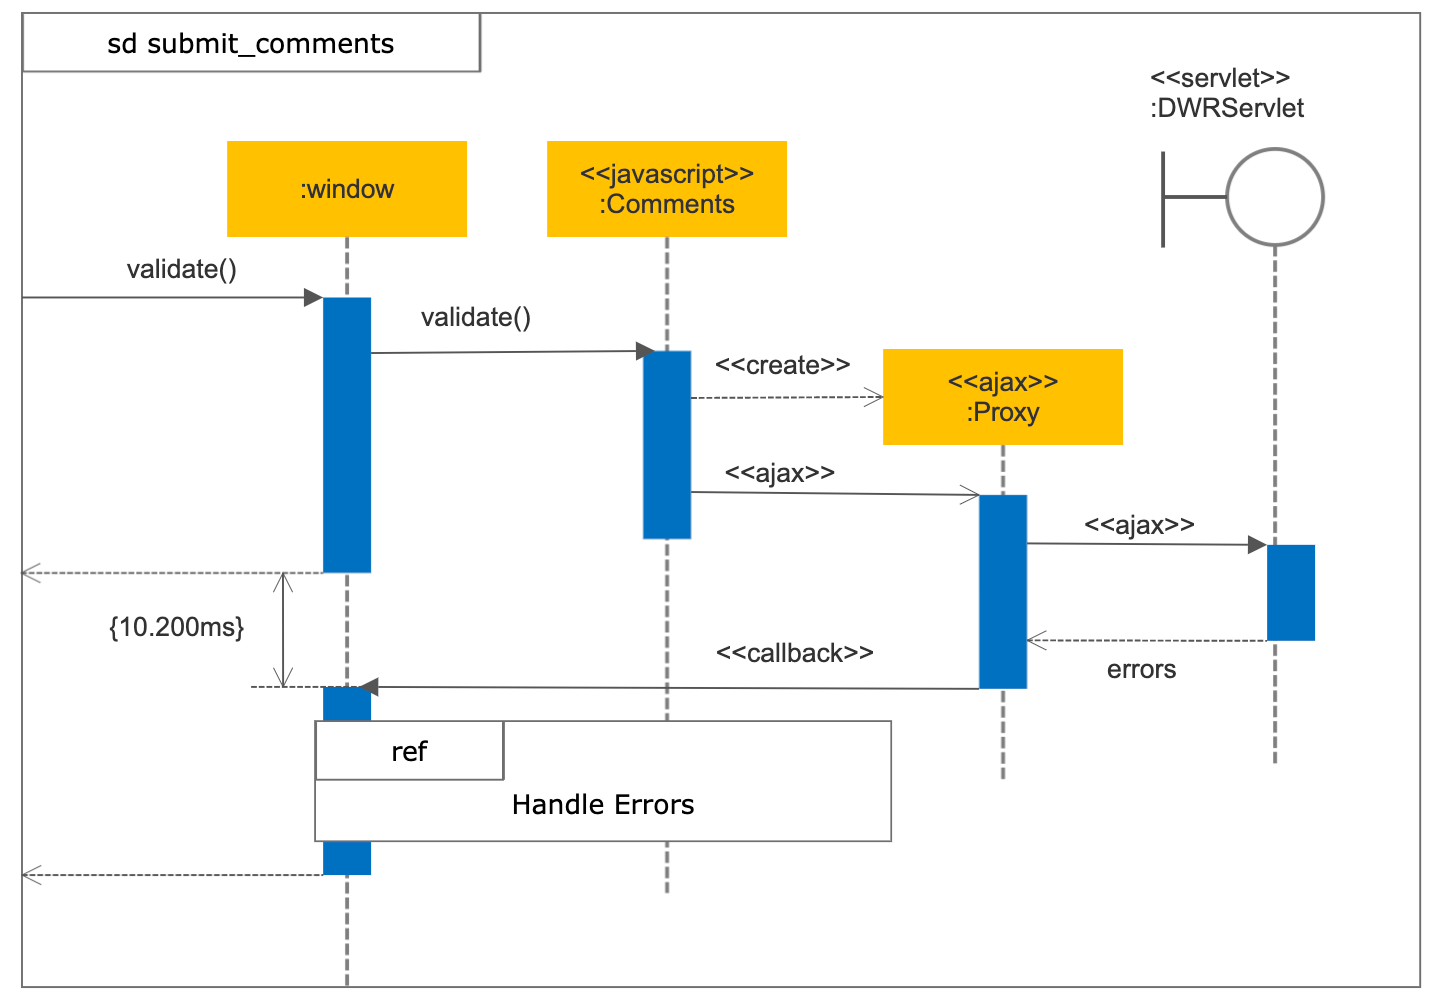 sd submit_comments
<<servlet>>
:DWRServlet
:window
<<javascript>>
:Comments
validate()
validate()
<<create>>
<<ajax>>
:Proxy
<<ajax>>
<<ajax>>
{10.200ms}
<<callback>>
errors
ref
Handle Errors